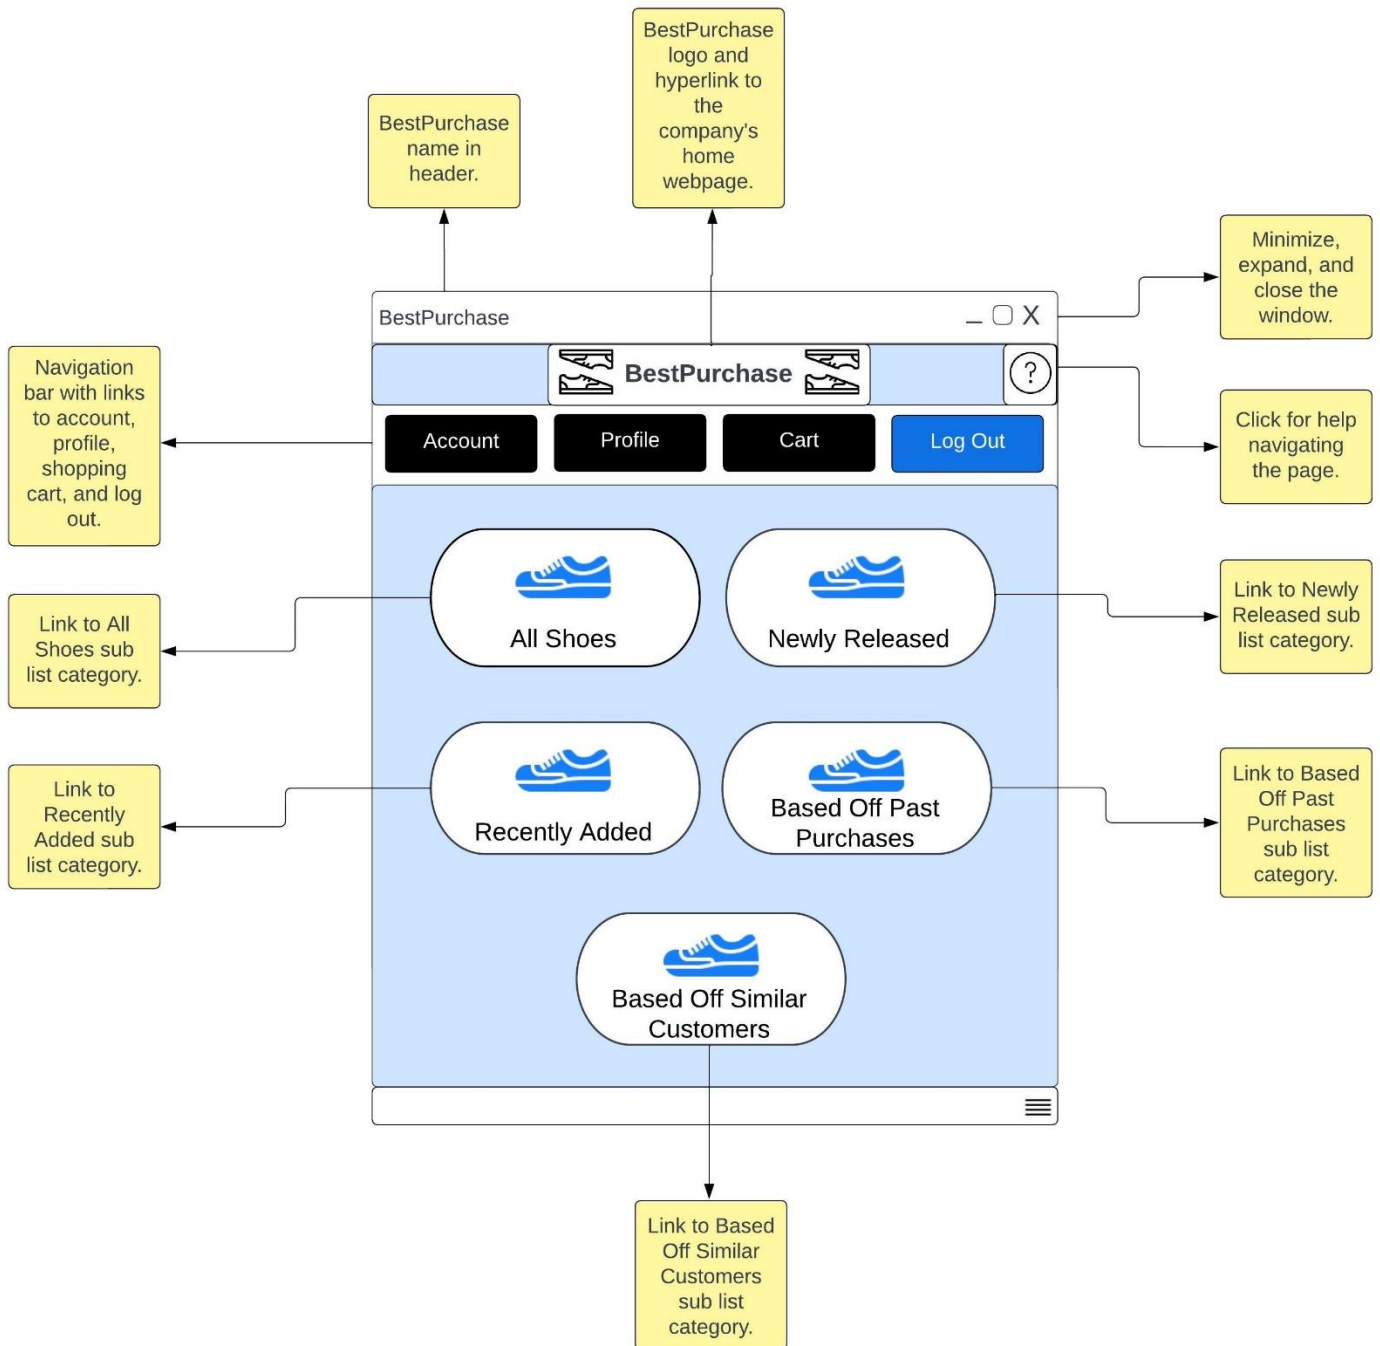 BestPurchase
logo and
hyperlink to
the
company's
home
webpage.
BestPurchase
name in
header.
Minimize,
expand, and
close the
window.
BestPurchase
_ X
Navigation
bar with links
to account,
profile,
shopping
cart, and log
out.
BestPurchase
?
Click for help
navigating
the page.
Account
Profile
Cart
Log Out
Link to All
Shoes sub
list category.
All Shoes
Newly Released
Link to Newly
Released sub
list category.
Link to
Recently
Added sub
list category.
Recently Added
Based Off Past
Purchases
Link to Based
Off Past
Purchases
sub list
category.
Based Off Similar
Customers
Link to Based
Off Similar
Customers
sub list
category.